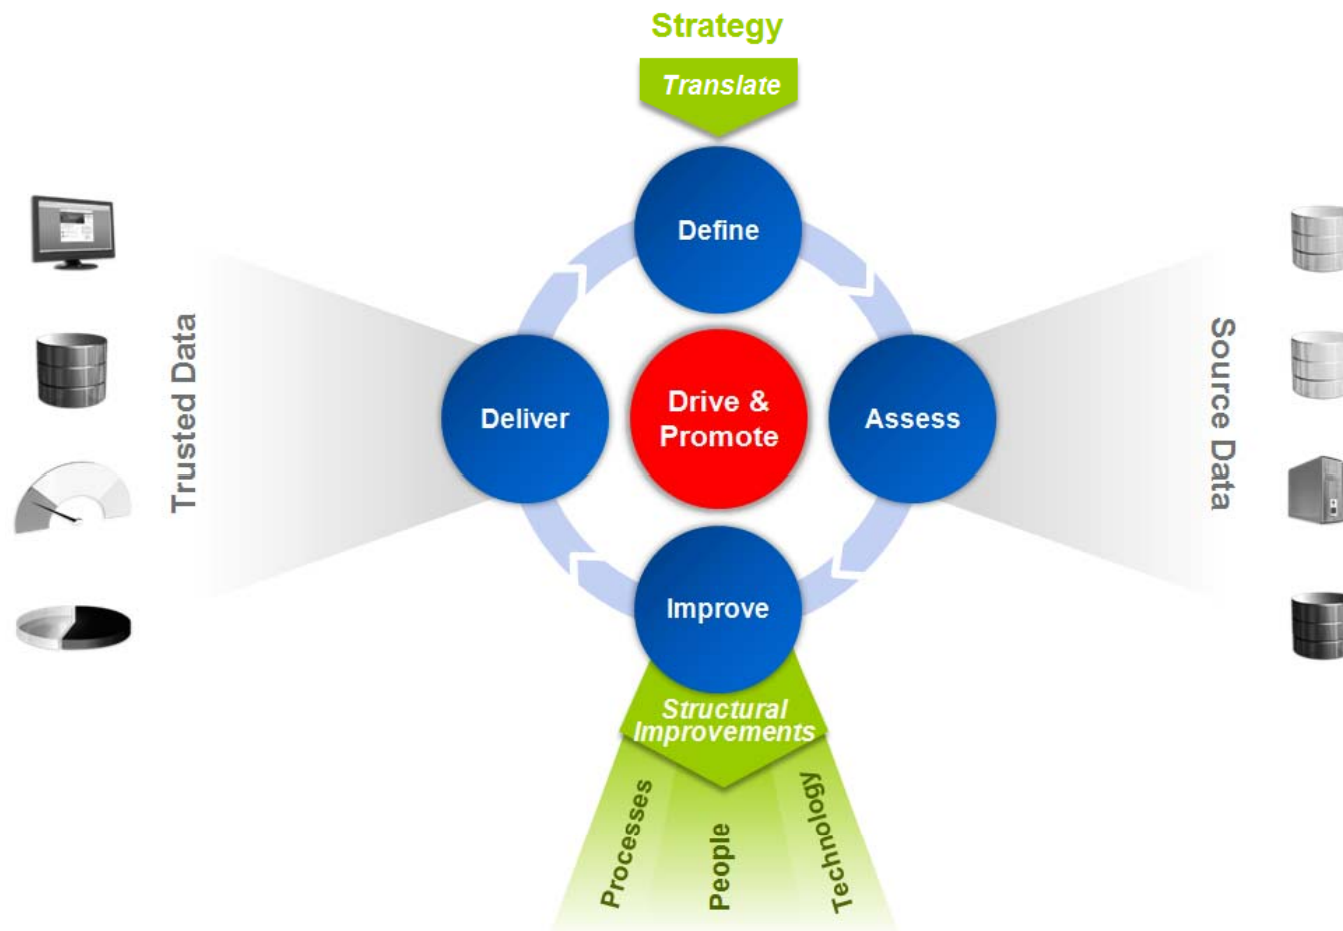 Strategy
Translate
Define
Trusted Data
Deliver
Drive &
Promote
Assess
Source Data
Improve
Structural
Improvements
Processes
People
Technology